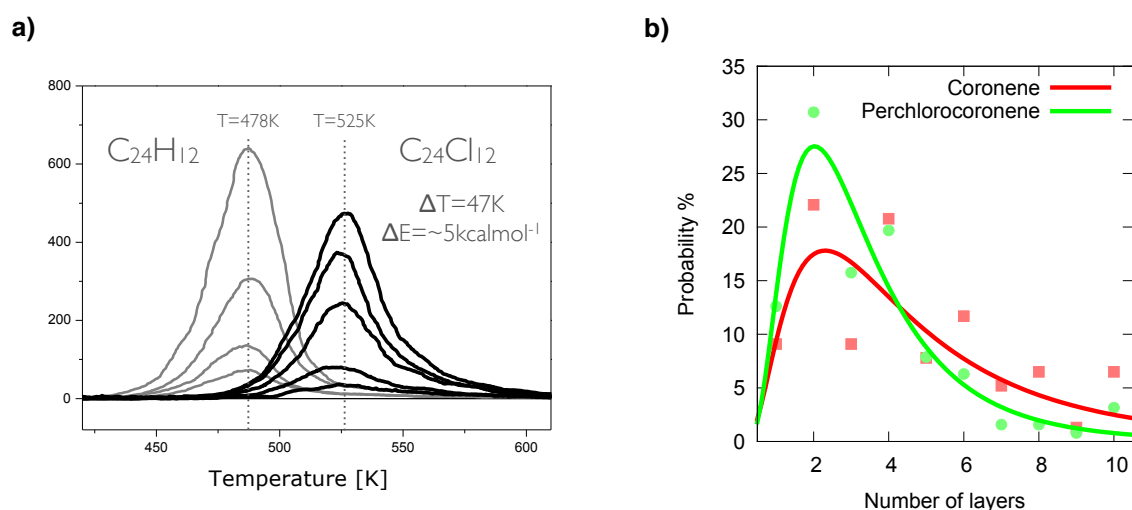 a)
800
600
400
200
0
T=478K
T=525K
C₂₄H₁₂
C₂₄Cl₁₂
ΔT=47K
ΔE=~5kcalmol⁻¹
450
500
550
600
Temperature [K]
b)
35
30
25
20
15
10
5
0
Probability %
Coronene
Perchlorocoronene
2
4
6
8
10
Number of layers